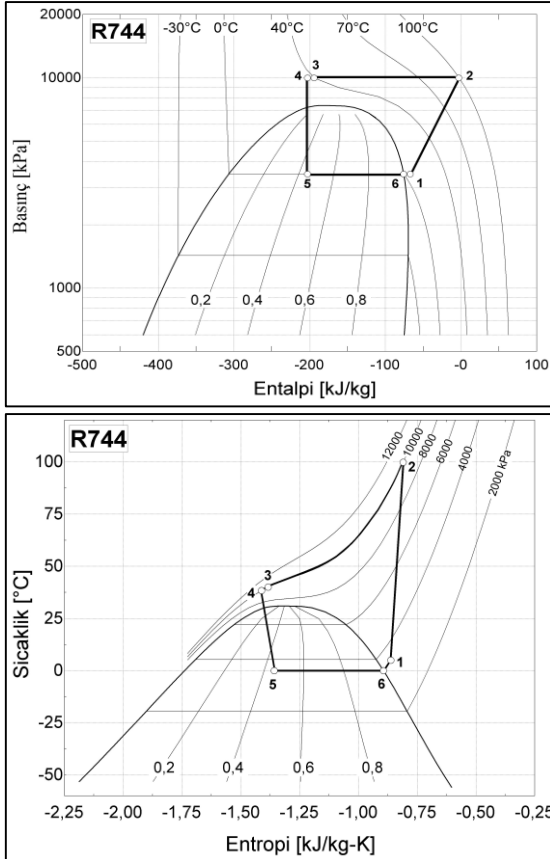 R744
-30°C 0°C 40°C 70°C 100°C
10000
1000
500
Basınç [kPa]
4 3 2
5 6 1
0,2 0,4 0,6 0,8
-500 -400 -300 -200 -100 -0 100
Entalpi [kJ/kg]
R744
12000 10000 8000 6000 4000 2000 kPa
100
75
50
25
0
-25
-50
Sicaklik [°C]
2
3
4
1
5 6
0,2 0,4 0,6 0,8
-2,25 -2,00 -1,75 -1,50 -1,25 -1,00 -0,75 -0,50 -0,25
Entropi [kJ/kg-K]